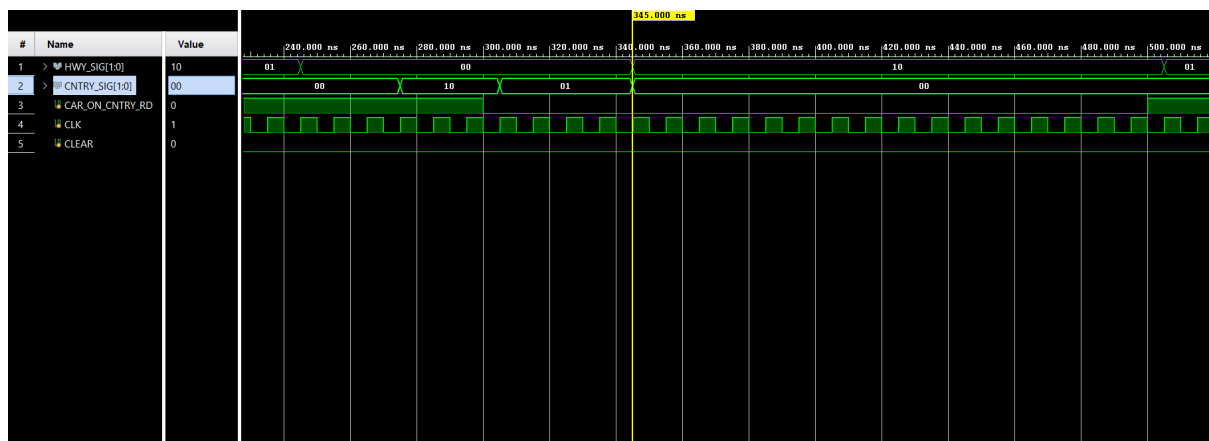 345.000 ns
# Name Value
240.000 ns 260.000 ns 280.000 ns 300.000 ns 320.000 ns 340.000 ns 360.000 ns 380.000 ns 400.000 ns 420.000 ns 440.000 ns 460.000 ns 480.000 ns 500.000 ns
1 > HWY_SIG[1:0] 10 01 00 10 01
2 > CNTRY_SIG[1:0] 00 00 10 01 00
3 CAR_ON_CNTRY_RD 0
4 CLK 1
5 CLEAR 0